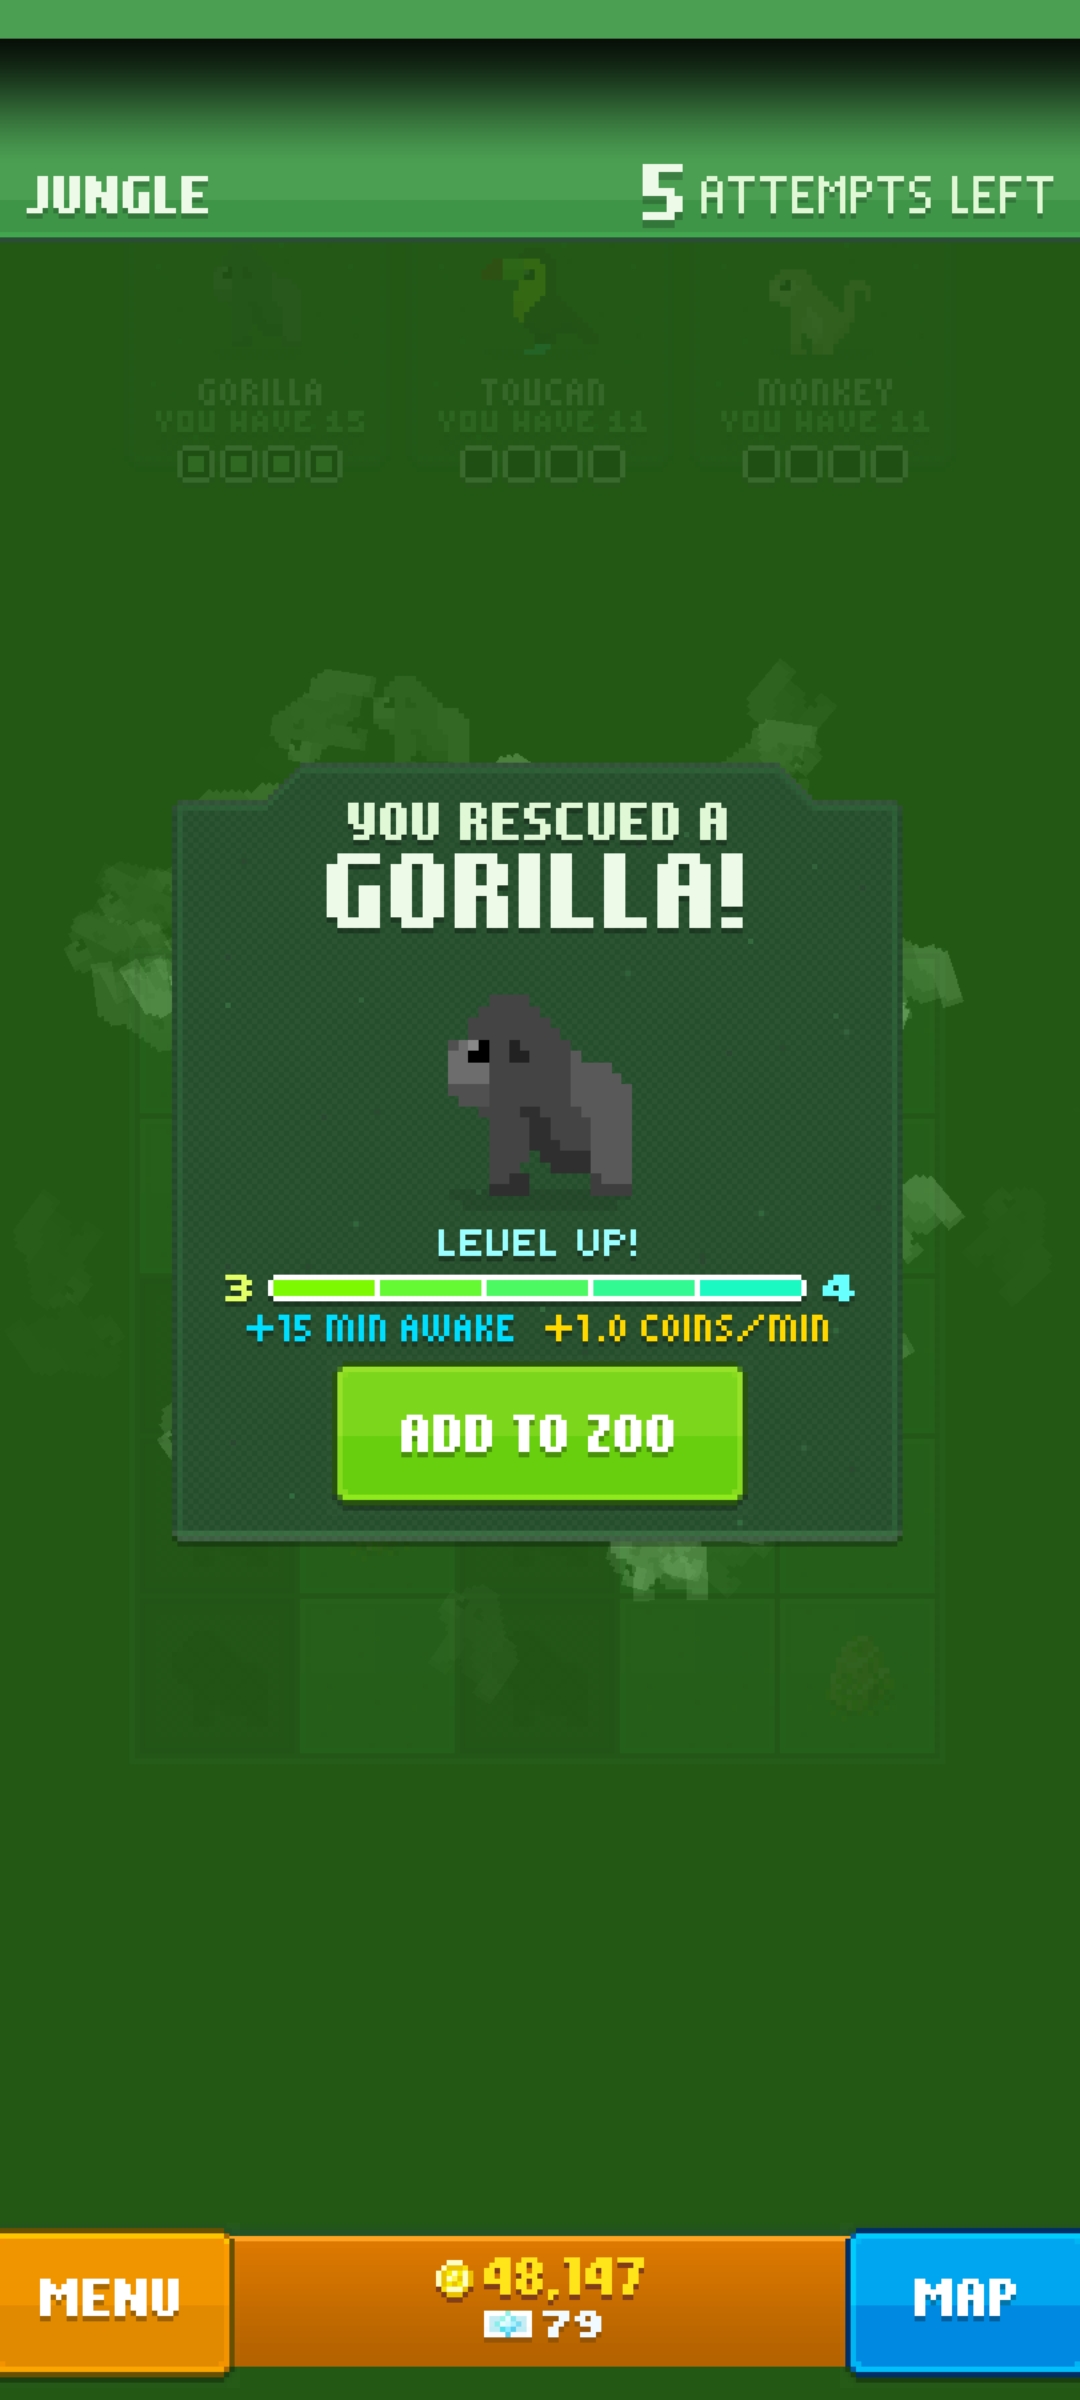 JUNGLE
5 ATTEMPTS LEFT
GORILLA
YOU HAVE 15
TOUCAN
YOU HAVE 11
MONKEY
YOU HAVE 11
YOU RESCUED A
GORILLA!
LEVEL UP!
3
4
+15 MIN AWAKE +1.0 COINS/MIN
ADD TO ZOO
MENU
48,147
79
MAP